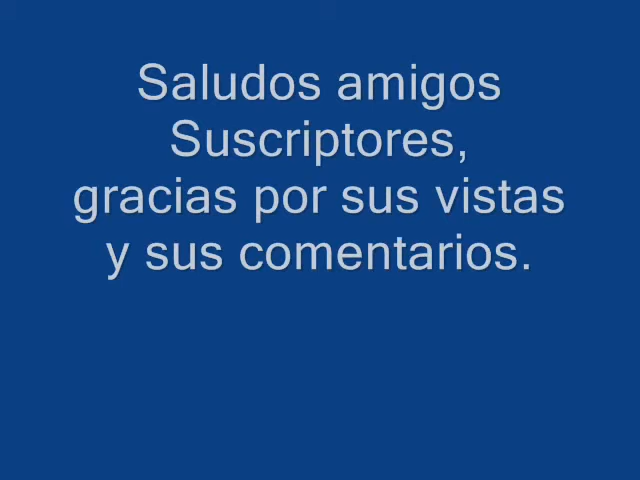 Saludos amigos
Suscriptores,
gracias por sus vistas
y sus comentarios.